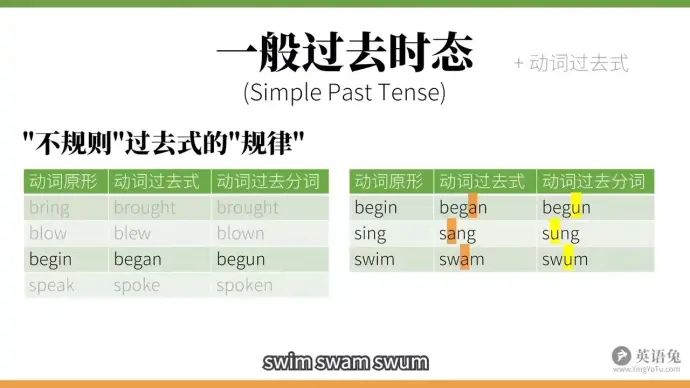 一般过去时态
+ 动词过去式
(Simple Past Tense)
"不规则"过去式的"规律"
动词原形 动词过去式 动词过去分词
bring brought brought
blow blew blown
begin began begun
speak spoke spoken
动词原形 动词过去式 动词过去分词
begin began begun
sing sang sung
swim swam swum
swim swam swum
英语兔
www.YingYuTu.com